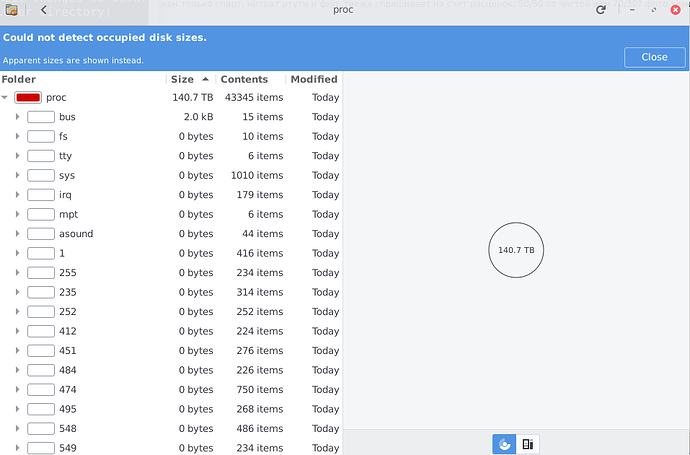 proc
Could not detect occupied disk sizes.
Apparent sizes are shown instead.
Close
Folder Size Contents Modified
proc 140.7 TB 43345 items Today
bus 2.0 kB 15 items Today
fs 0 bytes 10 items Today
tty 0 bytes 6 items Today
sys 0 bytes 1010 items Today
irq 0 bytes 179 items Today
mpt 0 bytes 6 items Today
asound 0 bytes 44 items Today
1 0 bytes 416 items Today
255 0 bytes 234 items Today
235 0 bytes 314 items Today
252 0 bytes 252 items Today
412 0 bytes 224 items Today
451 0 bytes 276 items Today
484 0 bytes 226 items Today
474 0 bytes 750 items Today
495 0 bytes 268 items Today
548 0 bytes 486 items Today
549 0 bytes 234 items Today
140.7 TB